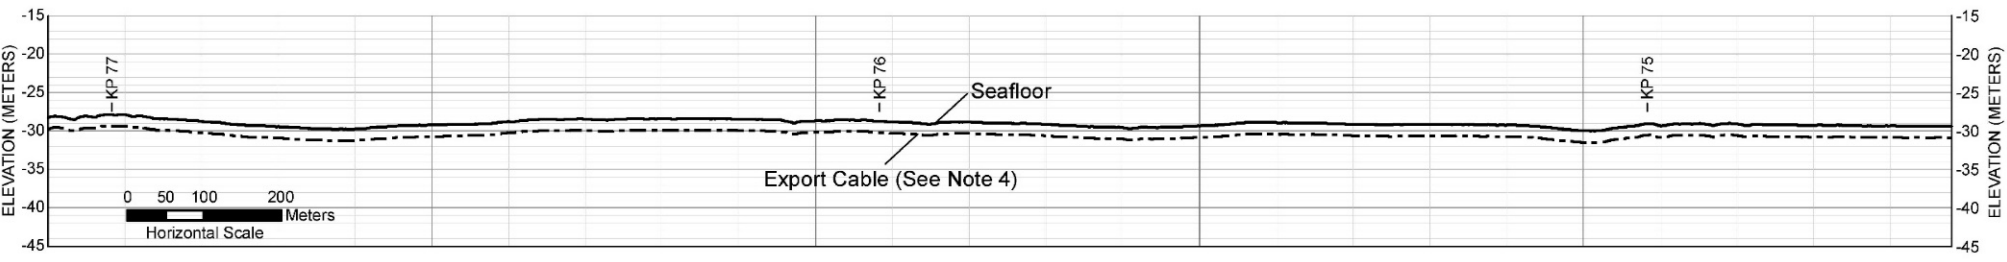 -15
-20
-25
-30
-35
-40
-45
ELEVATION (METERS)
KP 77
KP 76
KP 75
Seafloor
Export Cable (See Note 4)
0 50 100 200
Meters
Horizontal Scale
-15
-20
-25
-30
-35
-40
-45
ELEVATION (METERS)